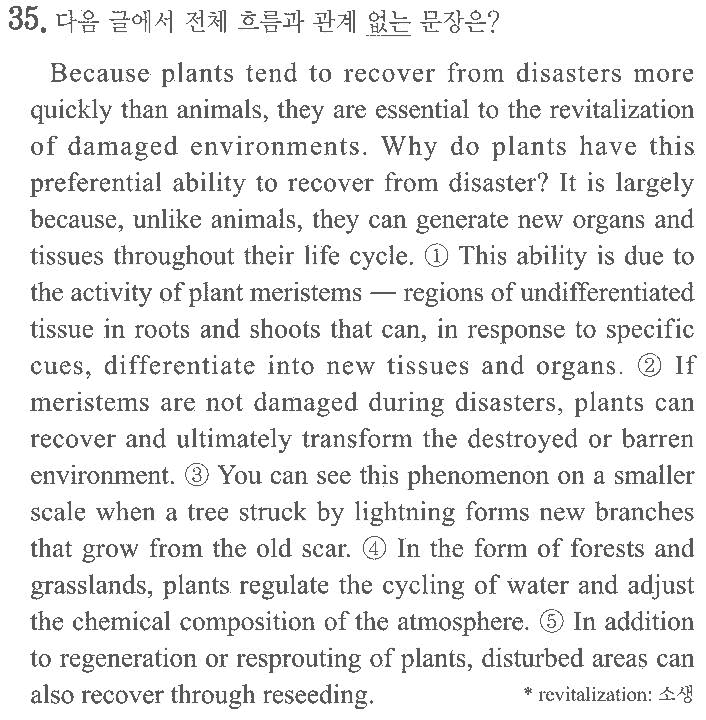 35. 다음 글에서 전체 흐름과 관계 없는 문장은?
Because plants tend to recover from disasters more
quickly than animals, they are essential to the revitalization
of damaged environments. Why do plants have this
preferential ability to recover from disaster? It is largely
because, unlike animals, they can generate new organs and
tissues throughout their life cycle. ① This ability is due to
the activity of plant meristems — regions of undifferentiated
tissue in roots and shoots that can, in response to specific
cues, differentiate into new tissues and organs. ② If
meristems are not damaged during disasters, plants can
recover and ultimately transform the destroyed or barren
environment. ③ You can see this phenomenon on a smaller
scale when a tree struck by lightning forms new branches
that grow from the old scar. ④ In the form of forests and
grasslands, plants regulate the cycling of water and adjust
the chemical composition of the atmosphere. ⑤ In addition
to regeneration or resprouting of plants, disturbed areas can
also recover through reseeding. * revitalization: 소생